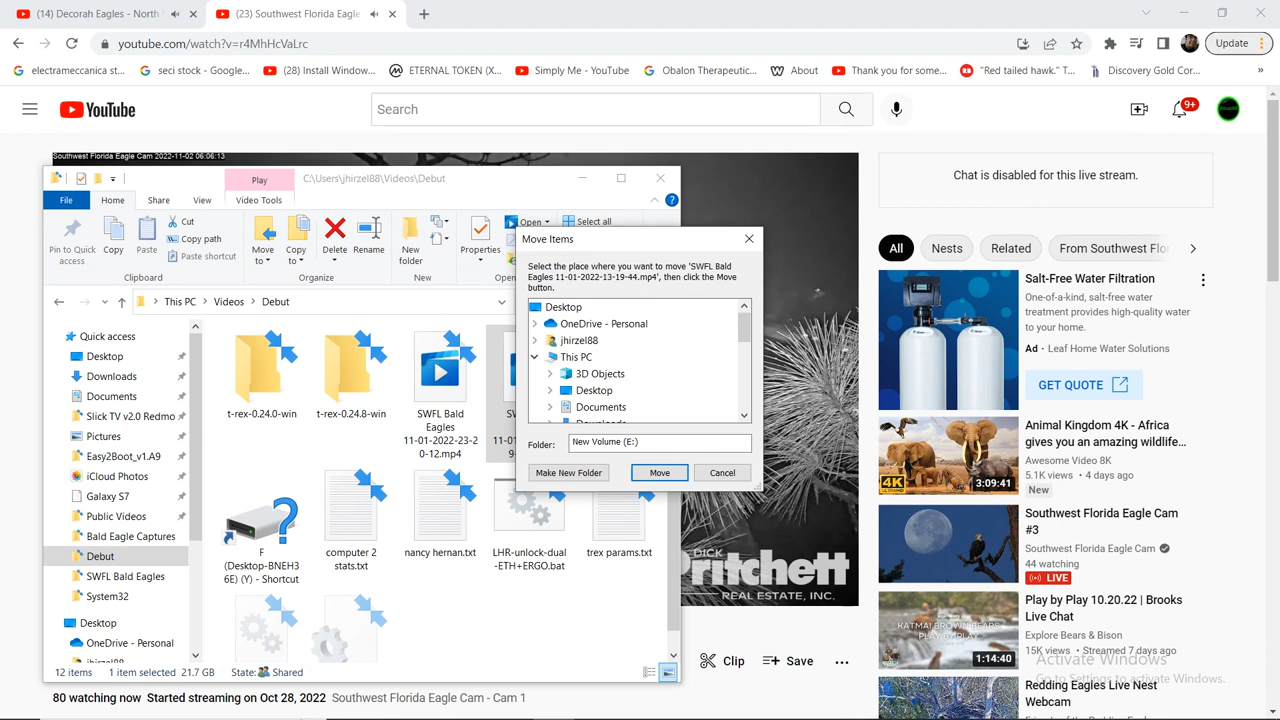 (14) Decorah Eagles - North
(23) Southwest Florida Eagle
youtube.com/watch?v=r4MhHcVaLrc
Update
electrameccanica st...
seci stock - Google...
(28) Install Window...
ETERNAL TOKEN (X...
Simply Me - YouTube
Obalon Therapeutic...
About
Thank you for some...
"Red tailed hawk." T...
Discovery Gold Cor...
»
YouTube
Search
9+
Southwest Florida Eagle Cam 2022-11-02 06:06:13
Play
C:\Users\jhirzel88\Videos\Debut
File
Home
Share
View
Video Tools
Pin to Quick access
Copy
Paste
Cut
Copy path
Paste shortcut
Clipboard
Move to
Copy to
Delete
Rename
Organize
New folder
New
Properties
Open
Select all
This PC
Videos
Debut
Quick access
Desktop
Downloads
Documents
Slick TV v2.0 Redmo
Pictures
Easy2Boot_v1.A9
iCloud Photos
Galaxy S7
Public Videos
Bald Eagle Captures
Debut
SWFL Bald Eagles
System32
Desktop
OneDrive - Personal
jhirzel88
t-rex-0.24.0-win
t-rex-0.24.8-win
SWFL Bald
Eagles
11-01-2022-23-2
0-12.mp4
F
(Desktop-BNEH3
6E) (Y) - Shortcut
computer 2
stats.txt
nancy hernan.txt
LHR-unlock-dual
-ETH+ERGO.bat
trex params.txt
12 items
1 item selected 21.7 GB
State: Shared
Move Items
Select the place where you want to move 'SWFL Bald
Eagles 11-01-2022-13-19-44.mp4', then click the Move
button.
Desktop
OneDrive - Personal
jhirzel88
This PC
3D Objects
Desktop
Documents
Downloads
Folder: New Volume (E:)
Make New Folder
Move
Cancel
DICK
Pritchett
REAL ESTATE, INC.
Clip
Save
80 watching now Started streaming on Oct 28, 2022 Southwest Florida Eagle Cam - Cam 1
Chat is disabled for this live stream.
All
Nests
Related
From Southwest Flor
Salt-Free Water Filtration
One-of-a-kind, salt-free water
treatment provides high-quality water
to your home.
Ad • Leaf Home Water Solutions
GET QUOTE
Animal Kingdom 4K - Africa
gives you an amazing wildlife...
Awesome Video 8K
5.1K views • 4 days ago
New
4K
3:09:41
Southwest Florida Eagle Cam
#3
Southwest Florida Eagle Cam
44 watching
LIVE
Play by Play 10.20.22 | Brooks
Live Chat
Explore Bears & Bison
15K views • Streamed 7 days ago
KATMAI BROWN BEARS
PLAY BY PLAY
1:14:40
Activate Windows
Go to Settings to activate Windows.
Redding Eagles Live Nest
Webcam